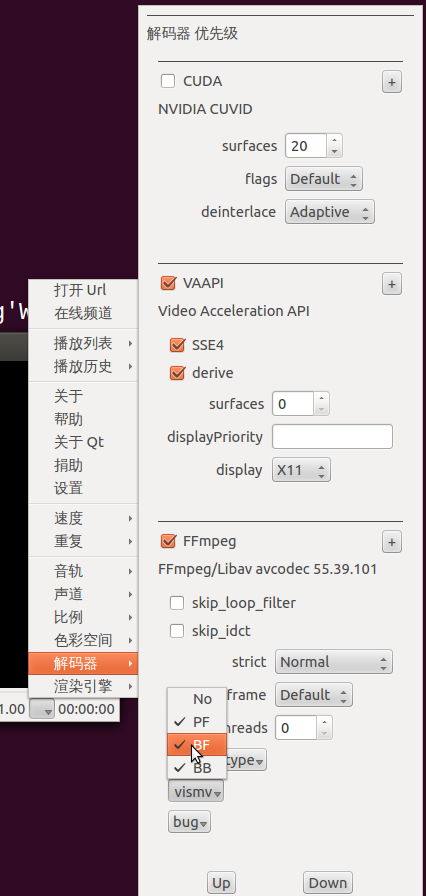 解码器 优先级
CUDA
+
NVIDIA CUVID
surfaces 20
flags Default
deinterlace Adaptive
VAAPI
+
Video Acceleration API
SSE4
derive
surfaces 0
displayPriority
display X11
FFmpeg
+
FFmpeg/Libav avcodec 55.39.101
skip_loop_filter
skip_idct
strict Normal
frame Default
hreads 0
type
vismv
bug
Up Down
No
PF
BF
BB
g'W
打开 Url
在线频道
播放列表
播放历史
关于
帮助
关于 Qt
捐助
设置
速度
重复
音轨
声道
比例
色彩空间
解码器
渲染引擎
1.00 00:00:00